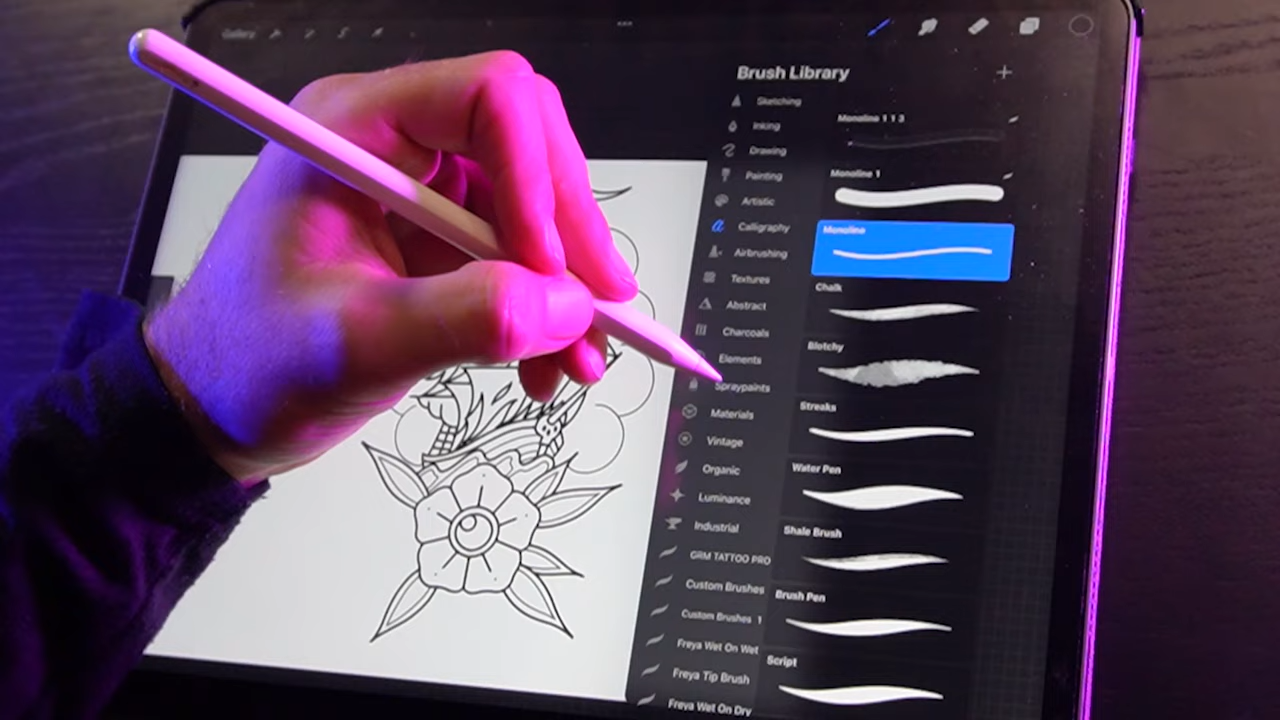 Gallery
Brush Library
Sketching
Inking
Drawing
Painting
Artistic
Calligraphy
Airbrushing
Textures
Abstract
Charcoals
Elements
Spraypaints
Materials
Vintage
Organic
Luminance
Industrial
GRM TATTOO PRO
Custom Brushes
Custom Brushes 1
Freya Wet On Wet
Freya Tip Brush
Freya Wet On Dry
Monoline 1 1 3
Monoline 1
Monoline
Chalk
Blotchy
Streaks
Water Pen
Shale Brush
Brush Pen
Script